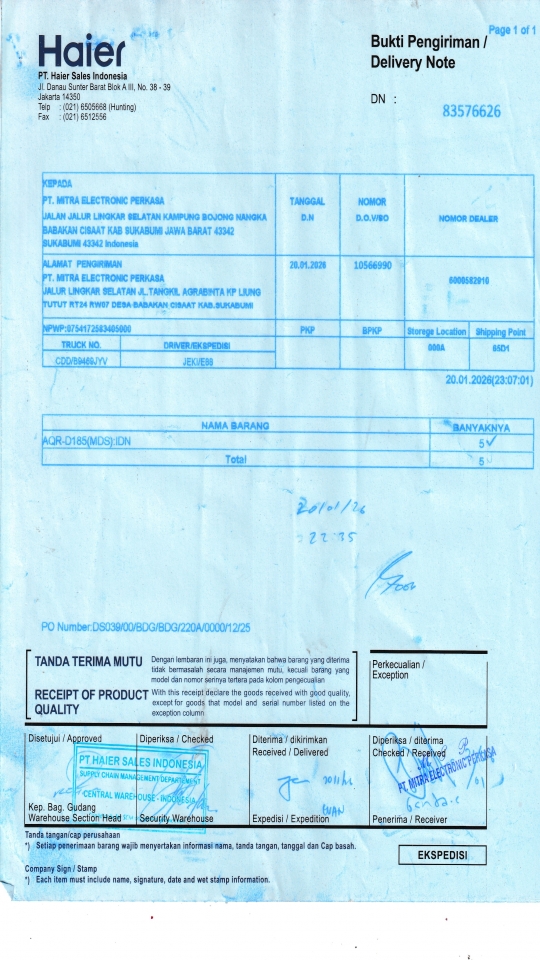 Page 1 of 1
Haier
Bukti Pengiriman /
Delivery Note
PT. Haier Sales Indonesia
Jl. Danau Sunter Barat Blok A III, No. 38 - 39
Jakarta 14350
Telp : (021) 6505668 (Hunting)
Fax : (021) 6512556
DN :
83576626
KEPADA
PT. MITRA ELECTRONIC PERKASA
JALAN JALUR LINGKAR SELATAN KAMPUNG BOJONG NANGKA
BABAKAN CISAAT KAB SUKABUMI JAWA BARAT 43342
SUKABUMI 43342 Indonesia
TANGGAL
D.N
NOMOR
D.O.V/SO
NOMOR DEALER
ALAMAT PENGIRIMAN
PT. MITRA ELECTRONIC PERKASA
JALUR LINGKAR SELATAN JL.TANGKIL AGRABINTA KP LIUNG
TUTUT RT24 RW07 DESA BABAKAN CISAAT KAB.SUKABUMI
20.01.2026
10566990
NPWP:0754172583405000
PKP
BPKP
Storege Location
Shipping Point
TRUCK NO.
DRIVER/EKSPEDISI
000A
65D1
CDD/B9469JYV
JEKI/EBB
20.01.2026(23:07:01)
NAMA BARANG
BANYAKNYA
AQR-D185(MDS):IDN
5
Total
5
20/01/26
PO Number:DS039/00/BDG/BDG/220A/0000/12/25
TANDA TERIMA MUTU
Dengan lembaran ini juga, menyatakan bahwa barang yang diterima
tidak bermasalah secara manajemen mutu, kecuali barang yang
model dan nomor serinya tertera pada kolom pengecualian
RECEIPT OF PRODUCT
QUALITY
With this receipt declare the goods received with good quality,
except for goods that model and serial number listed on the
exception column
Perkecualian /
Exception
Disetujui / Approved
Diperiksa / Checked
Diterima / dikirimkan
Received / Delivered
Diperiksa / diterima
Checked / Received
PT HAIER SALES INDONESIA
SUPPLY CHAIN MANAGEMENT DEPARTEMENT
CENTRAL WAREHOUSE - INDONESIA
PT. MITRA ELECTRONIC PERKASA
Kep. Bag. Gudang
Warehouse Section Head
Security Warehouse
Expedisi / Expedition
Penerima / Receiver
Tanda tangan/cap perusahaan
*) Setiap penerimaan barang wajib menyertakan informasi nama, tanda tangan, tanggal dan Cap basah.
EKSPEDISI
Company Sign / Stamp
*) Each item must include name, signature, date and wet stamp information.